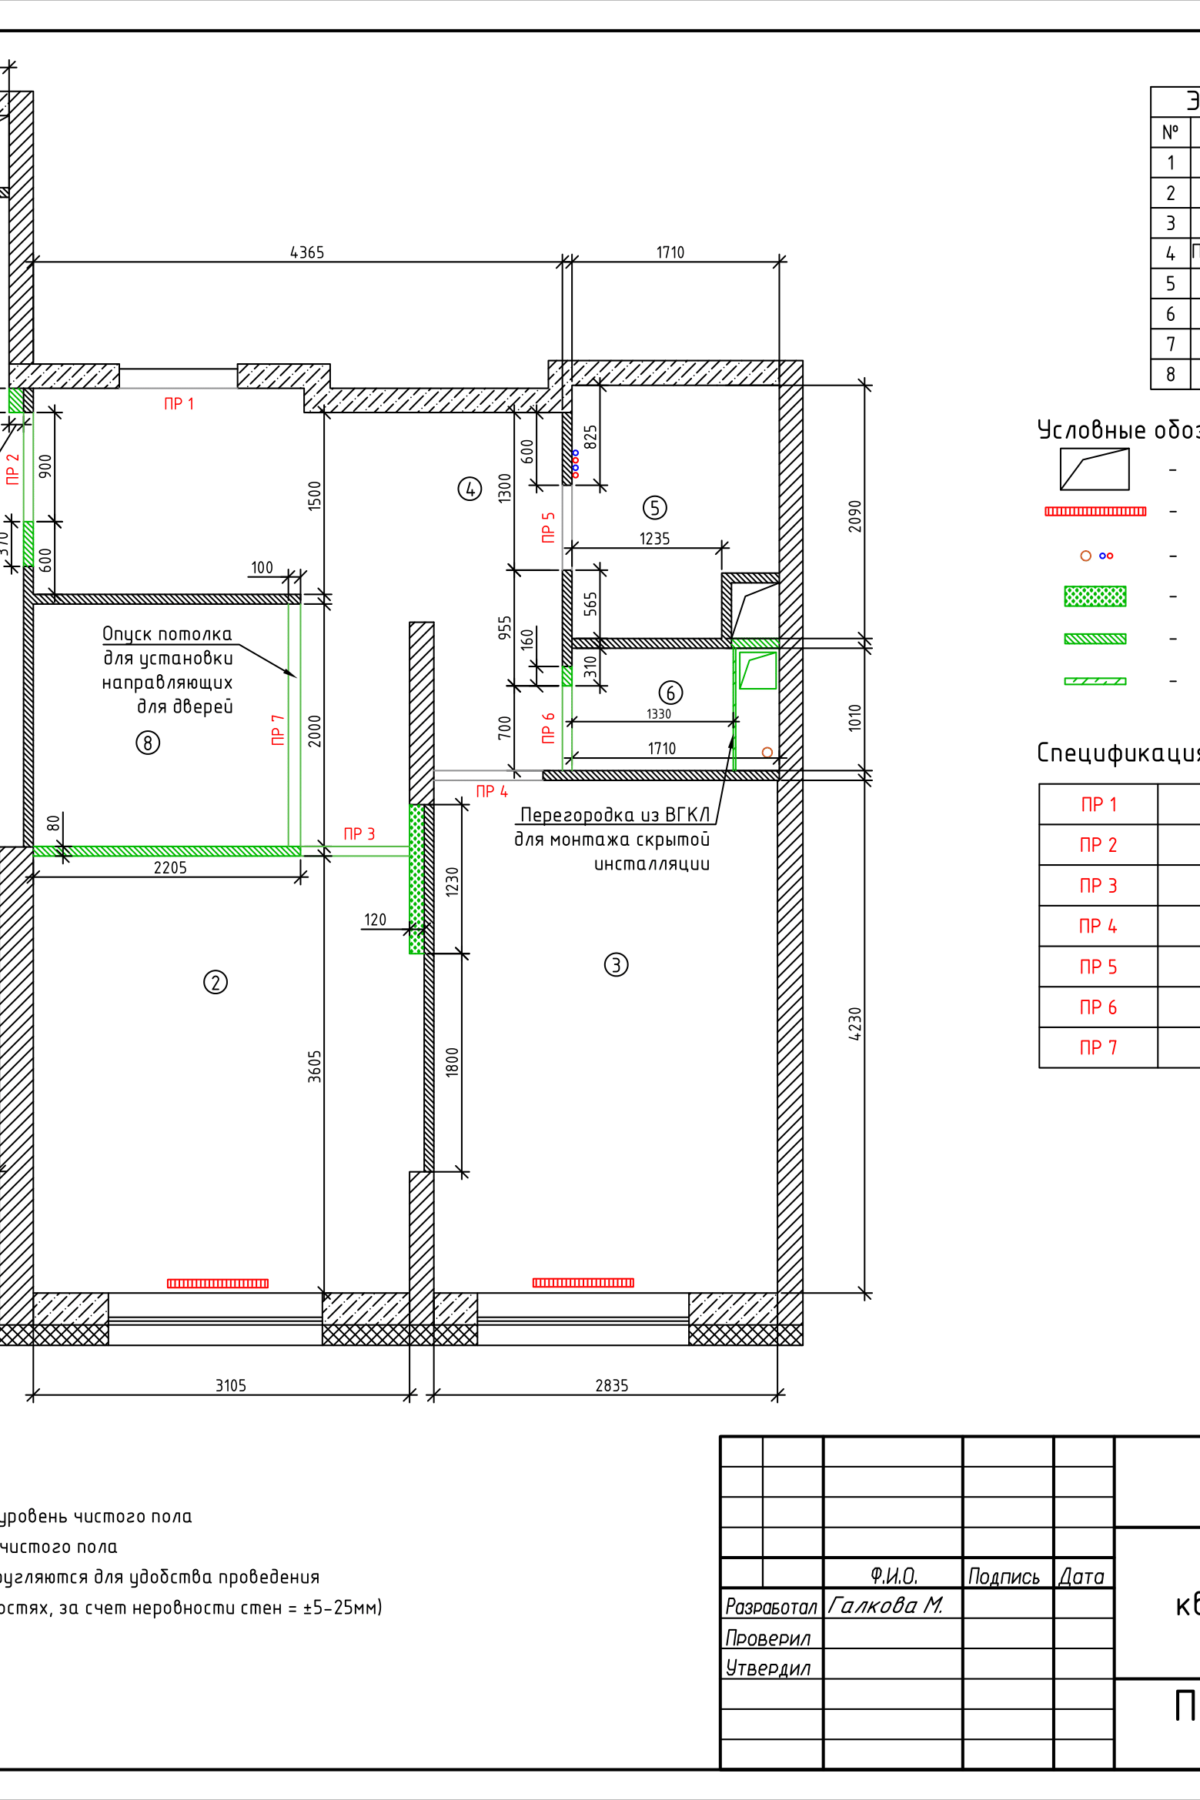 Э
№
1
2
3
4 П
5
6
7
8
4365
1710
ПР 1
ПР 2
900
370
600
1500
100
Опуск потолка
для установки
направляющих
для дверей
ПР 7
2000
8
80
2205
ПР 3
4
600
1300
825
ПР 5
5
1235
2090
955
565
160
310
6
1330
1710
700
ПР 6
1010
ПР 4
Перегородка из ВГКЛ
для монтажа скрытой
инсталляции
1230
120
2
3
1800
3605
4230
3105
2835
Условные обоз
-
-
-
-
-
-
Спецификация
ПР 1
ПР 2
ПР 3
ПР 4
ПР 5
ПР 6
ПР 7
уровень чистого пола
чистого пола
ругляются для удобства проведения
остях, за счет неровности стен = ±5-25мм)
Ф.И.О. Подпись Дата
Разработал Галкова М.
Проверил
Утвердил
кв
П